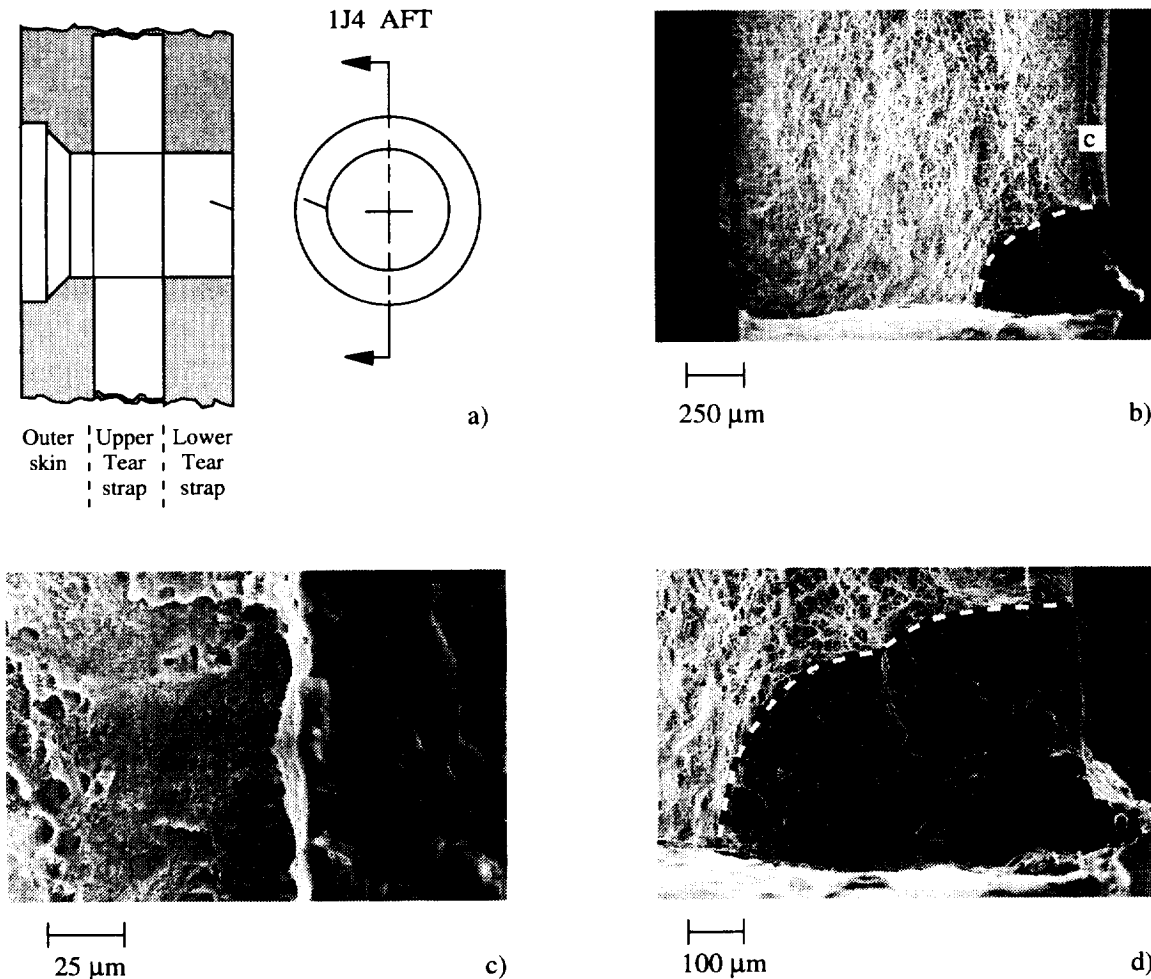 1J4 AFT
a)
Outer skin
Upper Tear strap
Lower Tear strap
c
250 μm
b)
25 μm
c)
100 μm
d)